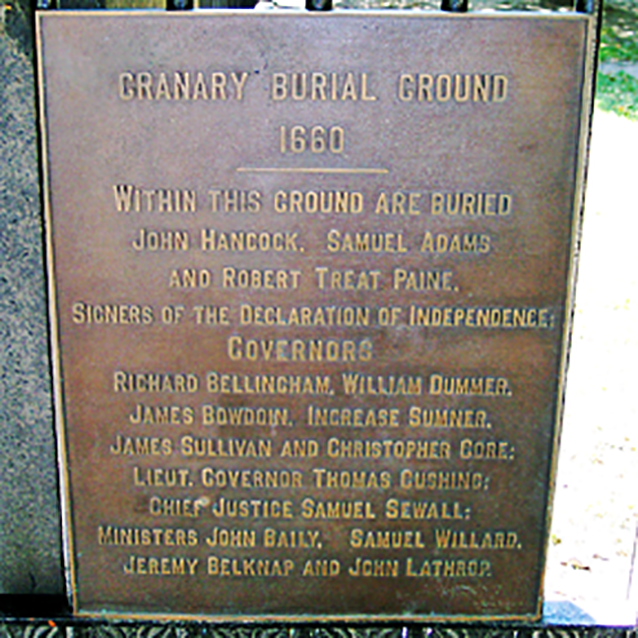 GRANARY BURIAL GROUND
1660
WITHIN THIS GROUND ARE BURIED
JOHN HANCOCK, SAMUEL ADAMS
AND ROBERT TREAT PAINE,
SIGNERS OF THE DECLARATION OF INDEPENDENCE;
GOVERNORS
RICHARD BELLINGHAM, WILLIAM DUMMER,
JAMES BOWDOIN, INCREASE SUMNER,
JAMES SULLIVAN AND CHRISTOPHER GORE;
LIEUT. GOVERNOR THOMAS CUSHING;
CHIEF JUSTICE SAMUEL SEWALL;
MINISTERS JOHN BAILY, SAMUEL WILLARD,
JEREMY BELKNAP AND JOHN LATHROP.